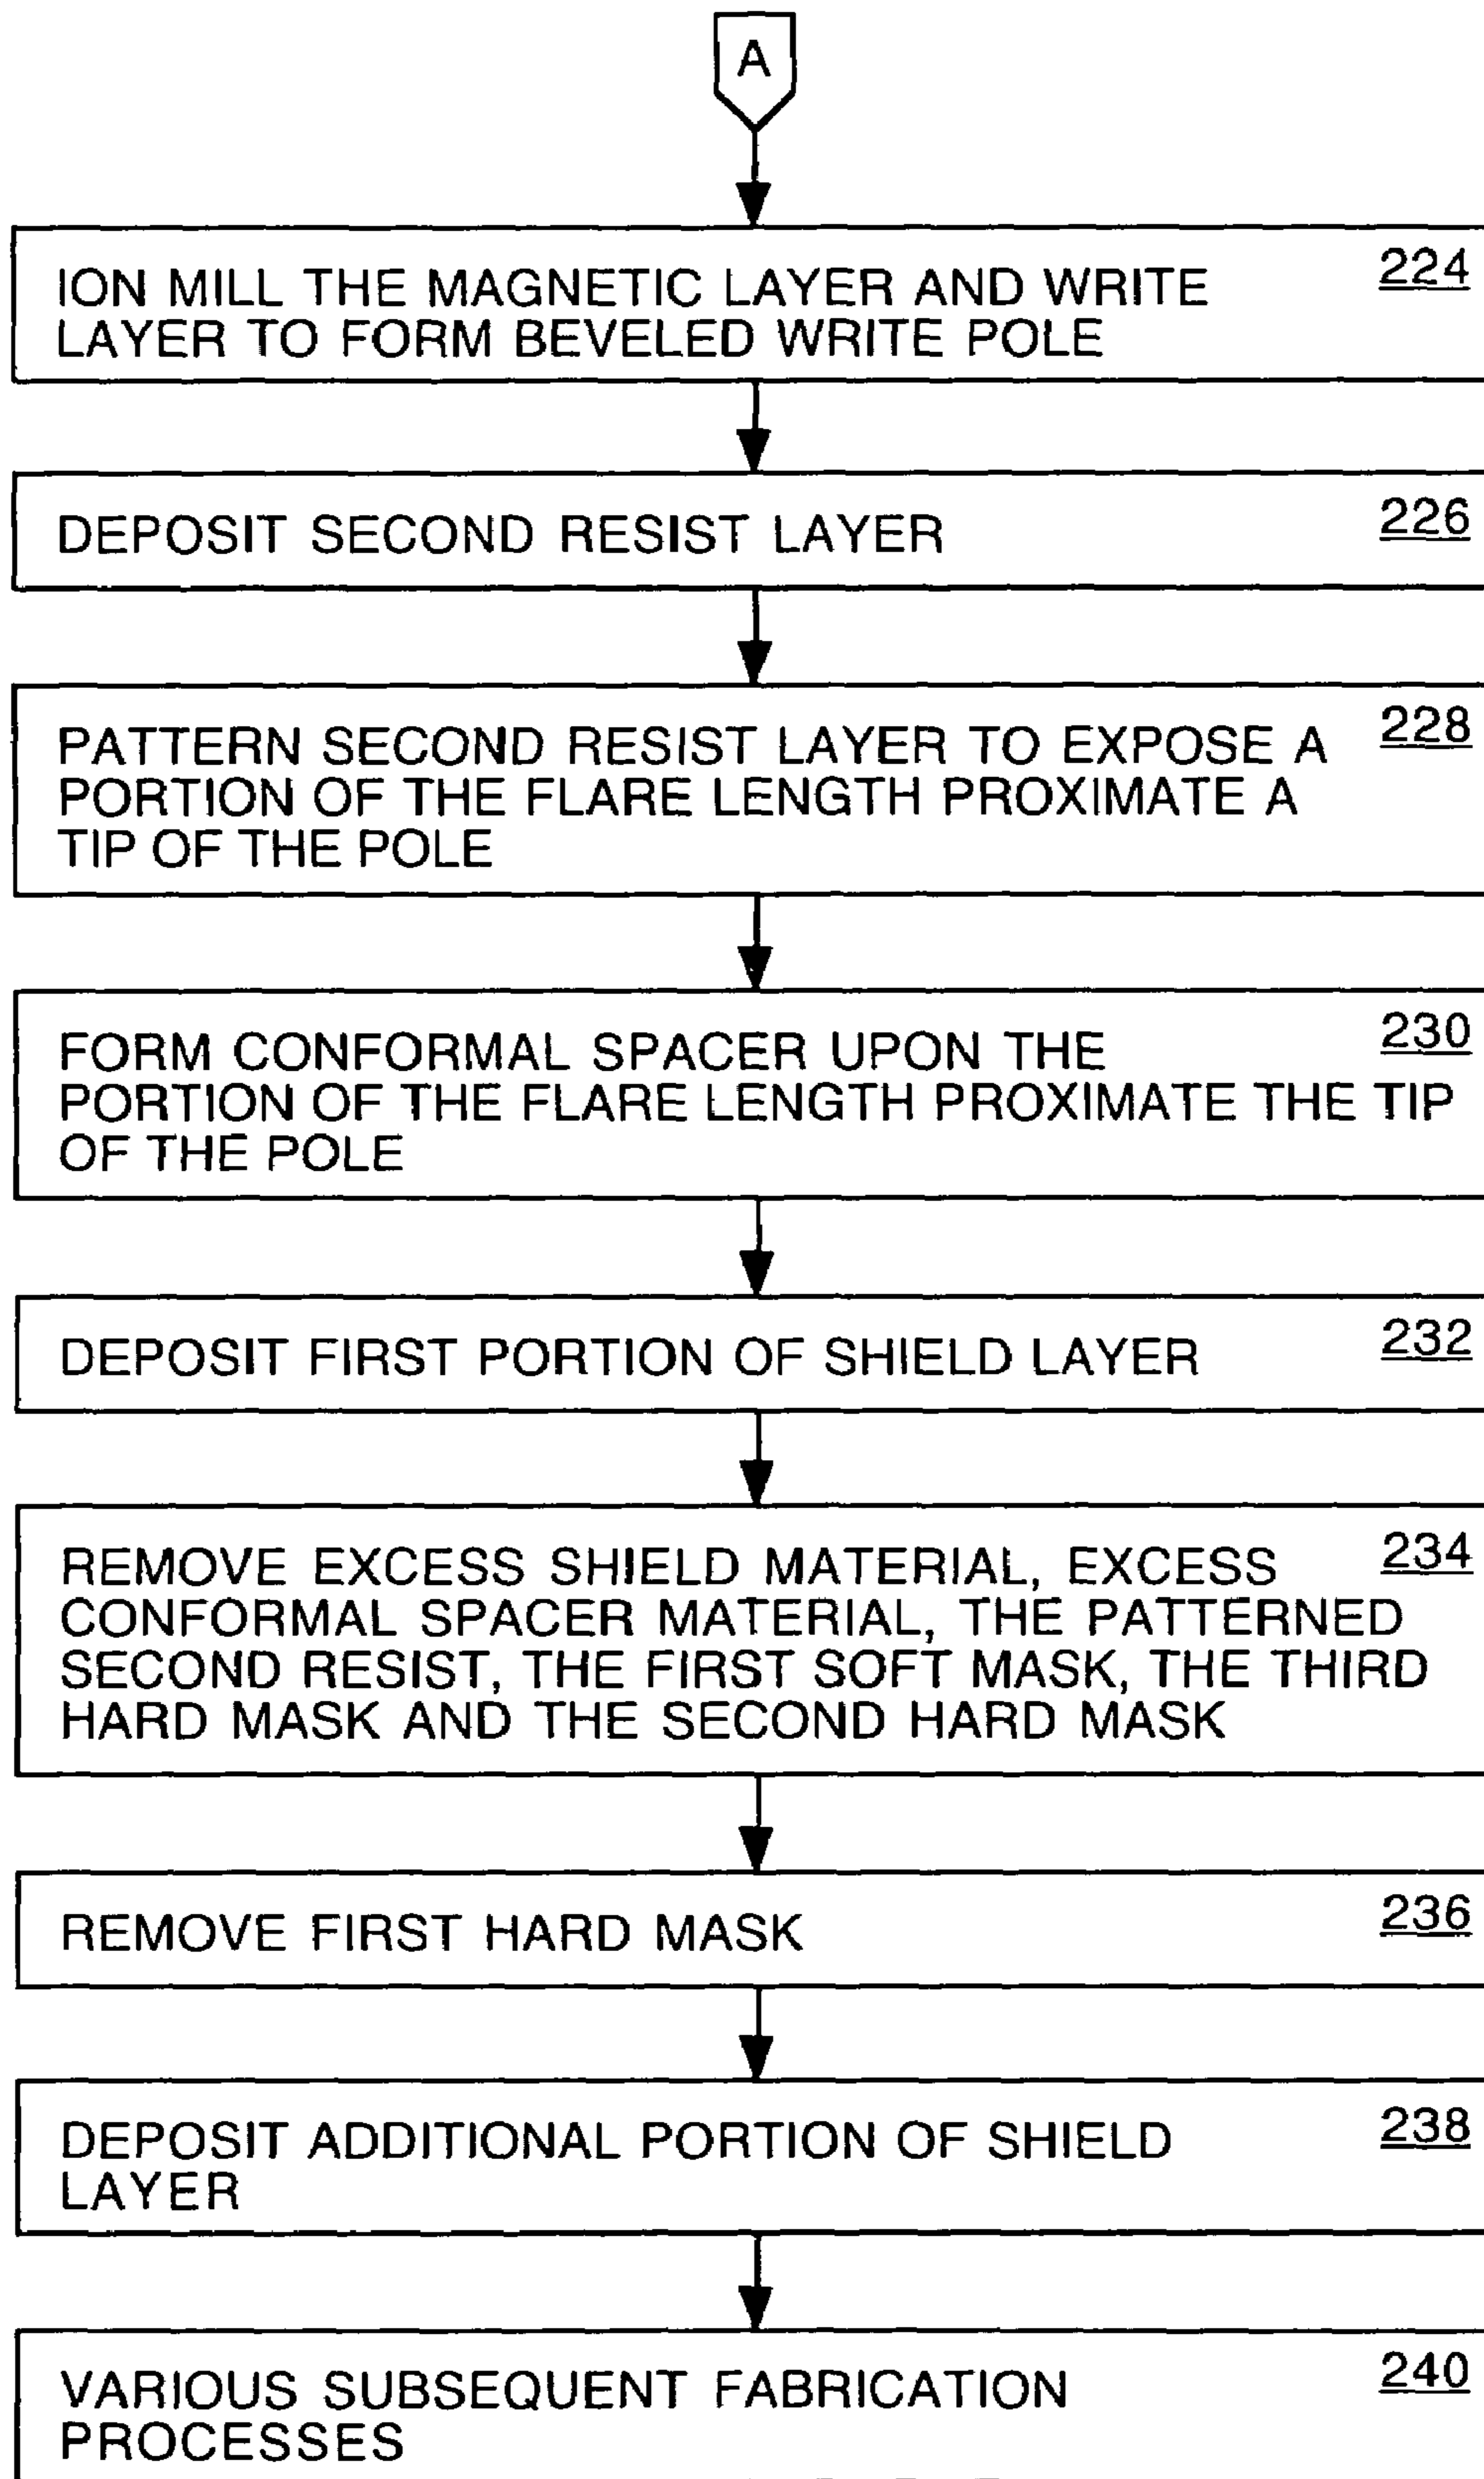 A
224
ION MILL THE MAGNETIC LAYER AND WRITE
LAYER TO FORM BEVELED WRITE POLE
226
DEPOSIT SECOND RESIST LAYER
228
PATTERN SECOND RESIST LAYER TO EXPOSE A
PORTION OF THE FLARE LENGTH PROXIMATE A
TIP OF THE POLE
230
FORM CONFORMAL SPACER UPON THE
PORTION OF THE FLARE LENGTH PROXIMATE THE TIP
OF THE POLE
232
DEPOSIT FIRST PORTION OF SHIELD LAYER
234
REMOVE EXCESS SHIELD MATERIAL, EXCESS
CONFORMAL SPACER MATERIAL, THE PATTERNED
SECOND RESIST, THE FIRST SOFT MASK, THE THIRD
HARD MASK AND THE SECOND HARD MASK
236
REMOVE FIRST HARD MASK
238
DEPOSIT ADDITIONAL PORTION OF SHIELD
LAYER
240
VARIOUS SUBSEQUENT FABRICATION
PROCESSES